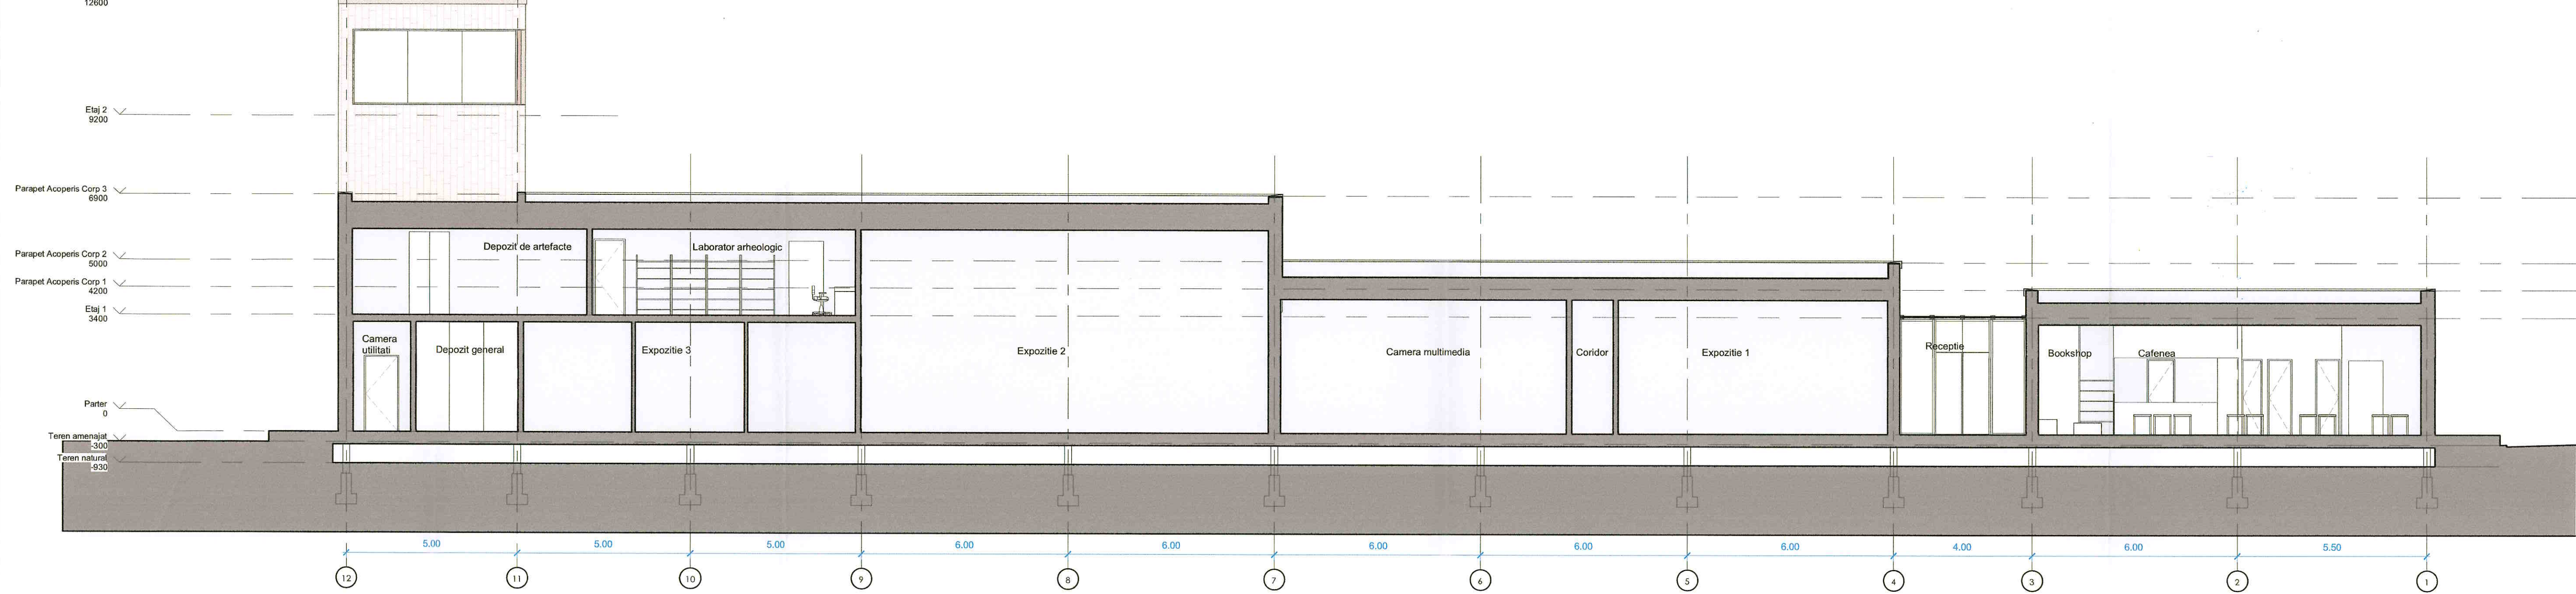 12600
Etaj 2
9200
Parapet Acoperis Corp 3
6900
Parapet Acoperis Corp 2
5000
Parapet Acoperis Corp 1
4200
Etaj 1
3400
Parter
0
Teren amenajat
-300
Teren natural
-930
Depozit de artefacte
Laborator arheologic
Camera
utilitati
Depozit general
Expozitie 3
Expozitie 2
Camera multimedia
Coridor
Expozitie 1
Receptie
Bookshop
Cafenea
5.00
5.00
5.00
6.00
6.00
6.00
6.00
6.00
4.00
6.00
5.50
12
11
10
9
8
7
6
5
4
3
2
1